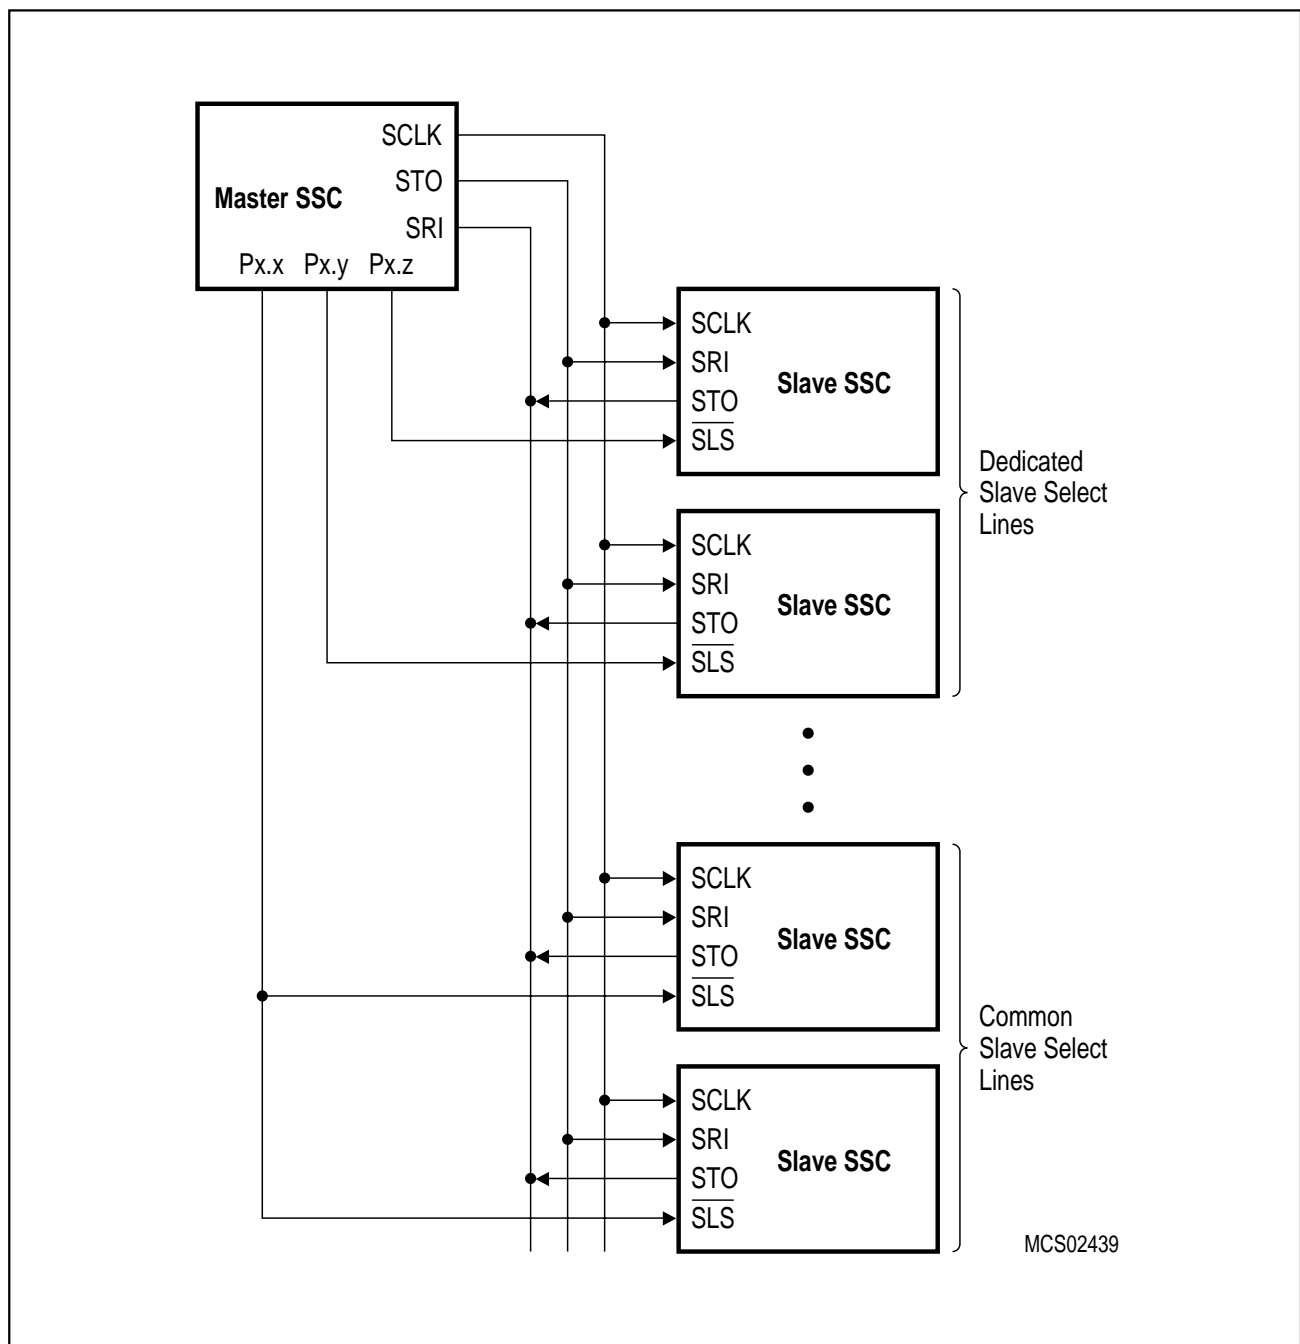 SCLK
STO
Master SSC
SRI
Px.x Px.y Px.z
SCLK
SRI
Slave SSC
STO
SLS
Dedicated
Slave Select
Lines
SCLK
SRI
Slave SSC
STO
SLS
SCLK
SRI
Slave SSC
STO
SLS
Common
Slave Select
Lines
SCLK
SRI
Slave SSC
STO
SLS
MCS02439